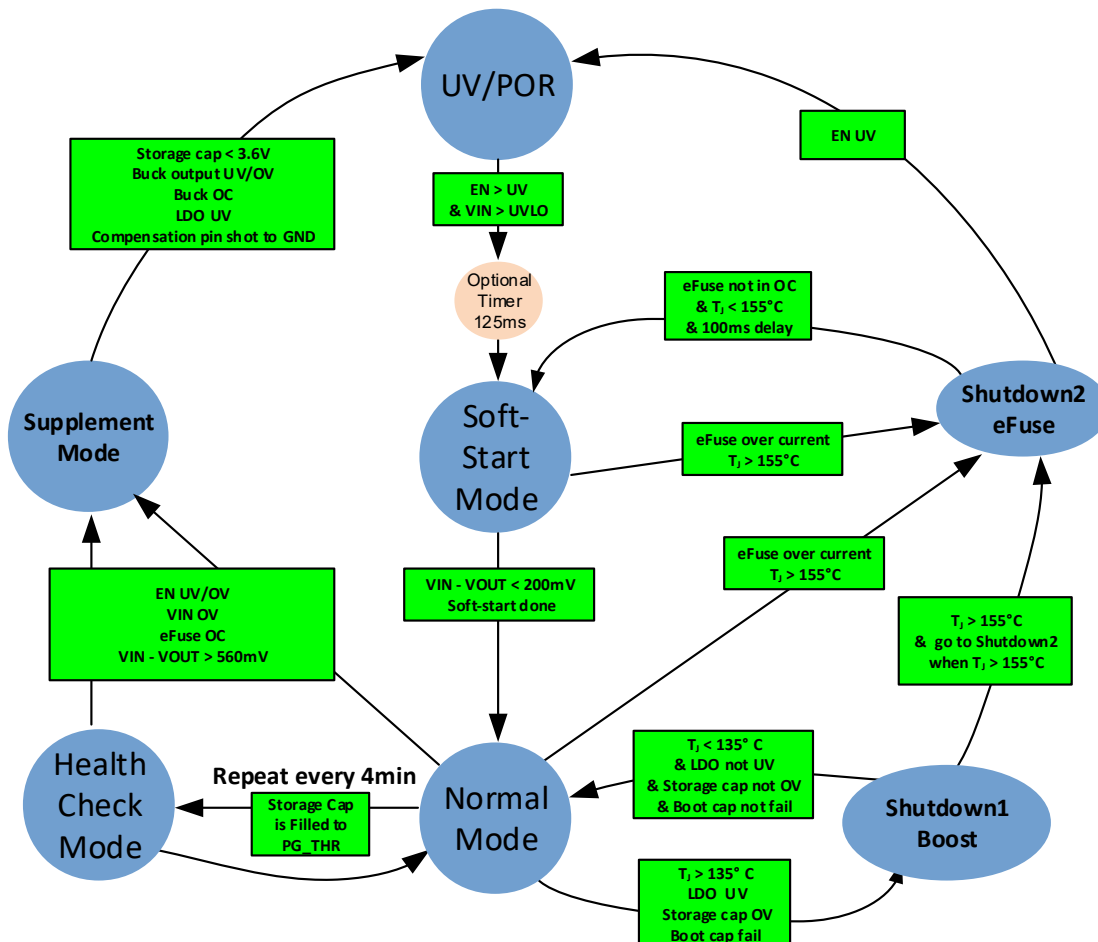 UV/POR
Storage cap < 3.6V
Buck output UV/OV
Buck OC
LDO UV
Compensation pin shot to GND
EN > UV
& VIN > UVLO
EN UV
Optional
Timer
125ms
eFuse not in OC
& TJ < 155°C
& 100ms delay
Supplement
Mode
Soft-
Start
Mode
Shutdown2
eFuse
eFuse over current
TJ > 155°C
eFuse over current
TJ > 155°C
EN UV/OV
VIN OV
eFuse OC
VIN - VOUT > 560mV
VIN - VOUT < 200mV
Soft-start done
TJ > 155°C
& go to Shutdown2
when TJ > 155°C
Health
Check
Mode
Repeat every 4min
Storage Cap
is Filled to
PG_THR
Normal
Mode
TJ < 135° C
& LDO not UV
& Storage cap not OV
& Boot cap not fail
Shutdown1
Boost
TJ > 135° C
LDO UV
Storage cap OV
Boot cap fail